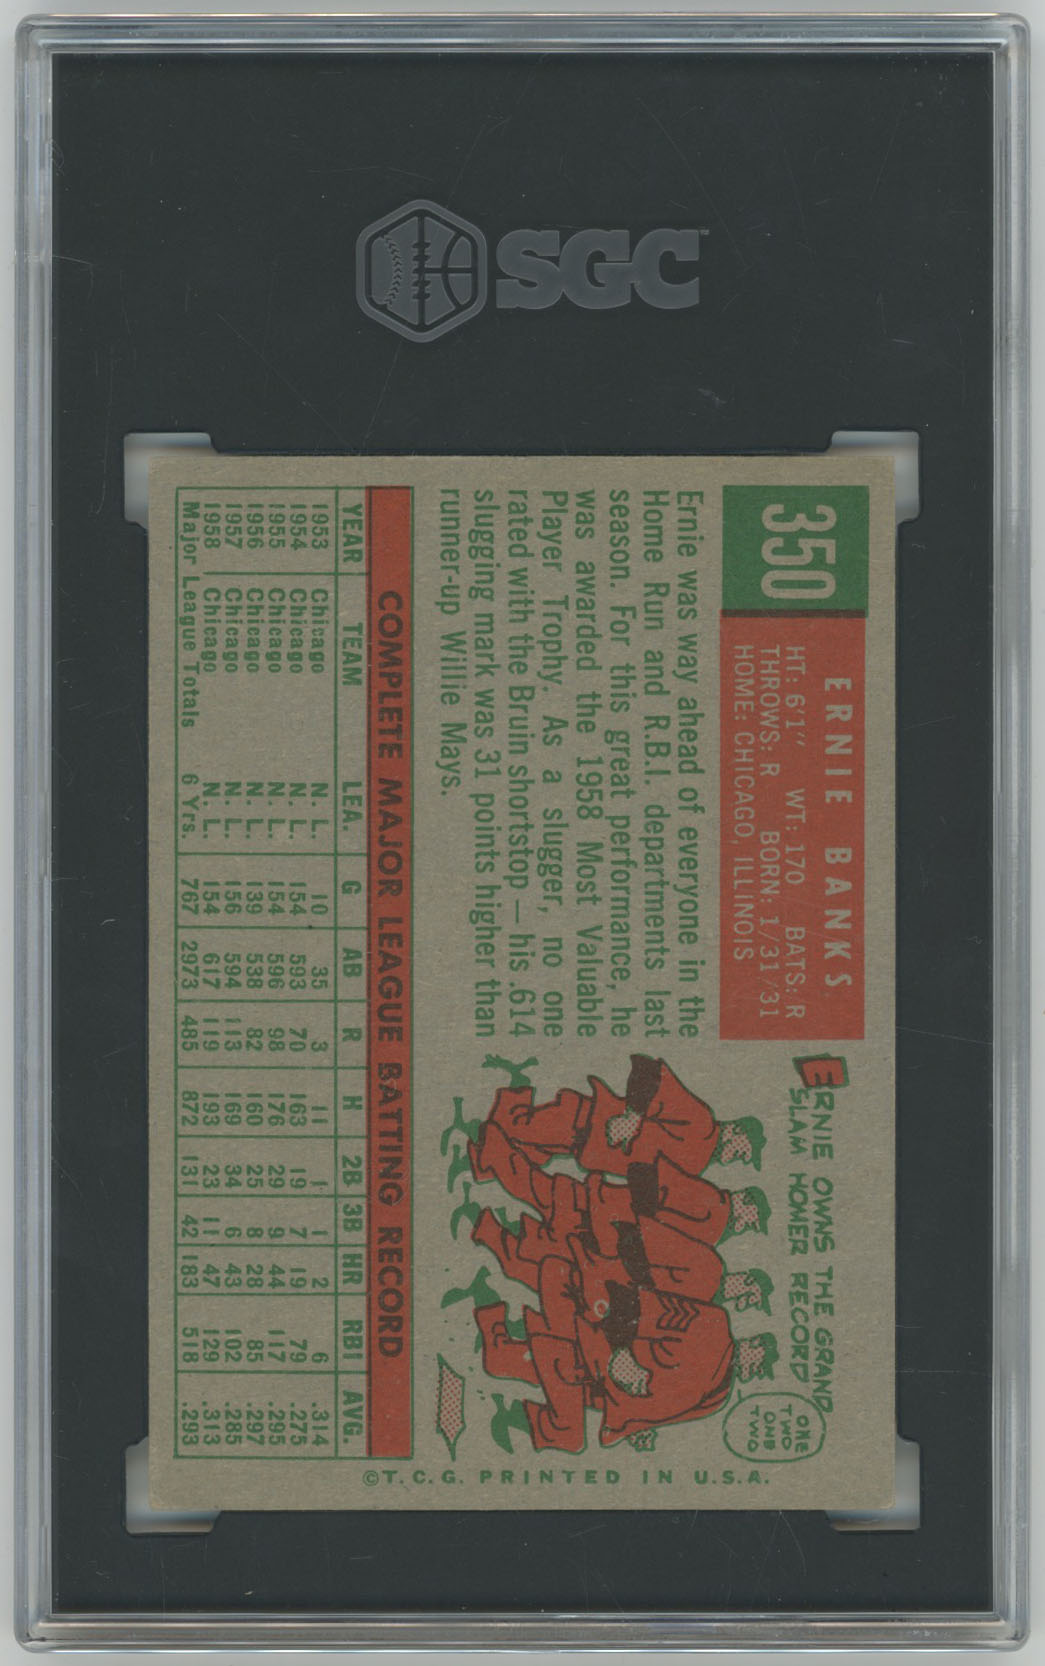 SGC
350
ERNIE BANKS
HT: 6'1" WT: 170 BATS: R
THROWS: R BORN: 1/31/31
HOME: CHICAGO, ILLINOIS
Ernie was way ahead of everyone in the
Home Run and R.B.I. departments last
season. For this great performance, he
was awarded the 1958 Most Valuable
Player Trophy. As a slugger, no one
rated with the Bruin shortstop — his .614
slugging mark was 31 points higher than
runner-up Willie Mays.
ERNIE OWNS THE GRAND
SLAM HOMER RECORD
ONE
TWO
ONE
TWO
COMPLETE MAJOR LEAGUE BATTING RECORD
YEAR TEAM LEA. G AB R H 2B 3B HR RBI AVG.
1953 Chicago N. L. 10 35 3 11 1 1 2 6 .314
1954 Chicago N. L. 154 593 70 163 19 7 19 79 .275
1955 Chicago N. L. 154 596 98 176 29 9 44 117 .295
1956 Chicago N. L. 139 538 82 160 25 8 28 85 .297
1957 Chicago N. L. 156 594 113 169 34 6 43 102 .285
1958 Chicago N. L. 154 617 119 193 23 11 47 129 .313
Major League Totals 6 Yrs. 767 2973 485 872 131 42 183 518 .293
©T.C.G. PRINTED IN U.S.A.